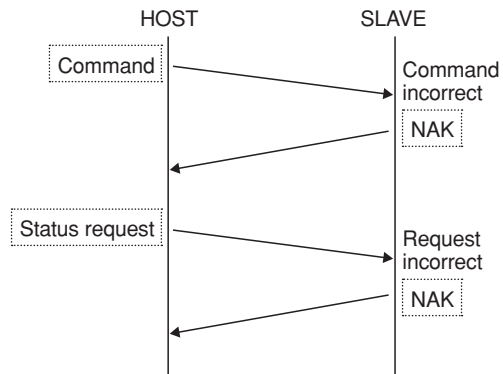 HOST SLAVE
Command
Command
incorrect
NAK
Status request
Request
incorrect
NAK